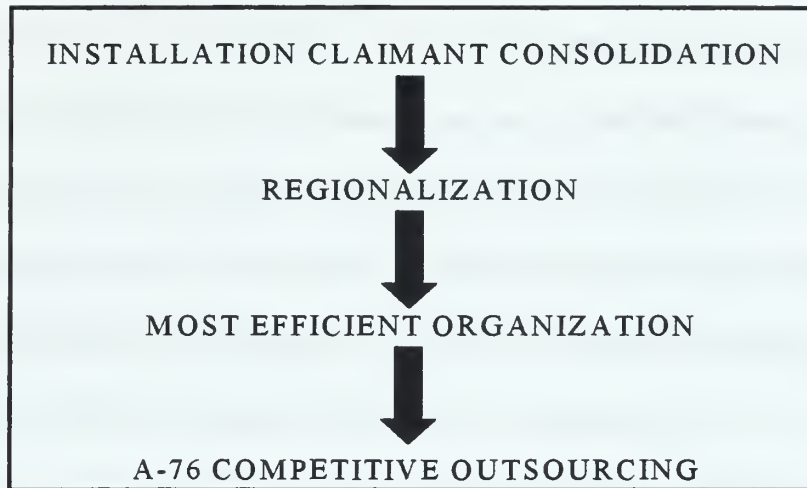 INSTALLATION CLAIMANT CONSOLIDATION
REGIONALIZATION
MOST EFFICIENT ORGANIZATION
A-76 COMPETITIVE OUTSOURCING